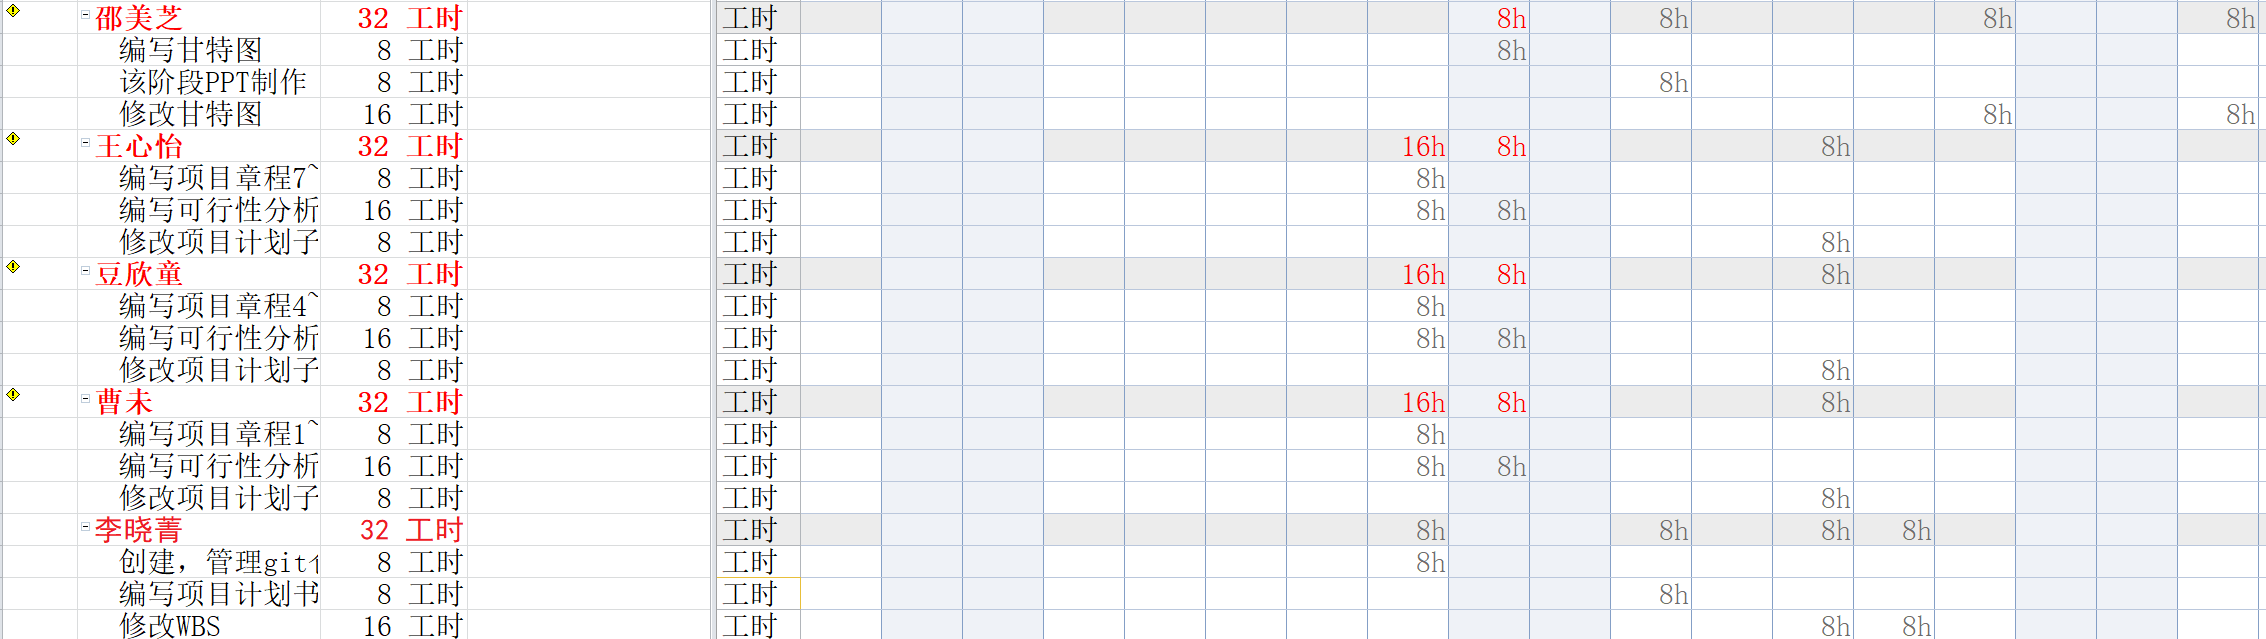 邵美芝 32 工时 工时 8h 8h 8h 8h
编写甘特图 8 工时 工时 8h
该阶段PPT制作 8 工时 工时 8h
修改甘特图 16 工时 工时 8h 8h
王心怡 32 工时 工时 16h 8h 8h
编写项目章程7~ 8 工时 工时 8h
编写可行性分析 16 工时 工时 8h 8h
修改项目计划子 8 工时 工时 8h
豆欣童 32 工时 工时 16h 8h 8h
编写项目章程4~ 8 工时 工时 8h
编写可行性分析 16 工时 工时 8h 8h
修改项目计划子 8 工时 工时 8h
曹未 32 工时 工时 16h 8h 8h
编写项目章程1~ 8 工时 工时 8h
编写可行性分析 16 工时 工时 8h 8h
修改项目计划子 8 工时 工时 8h
李晓菁 32 工时 工时 8h 8h 8h 8h
创建，管理git 8 工时 工时 8h
编写项目计划书 8 工时 工时 8h
修改WBS 16 工时 工时 8h 8h